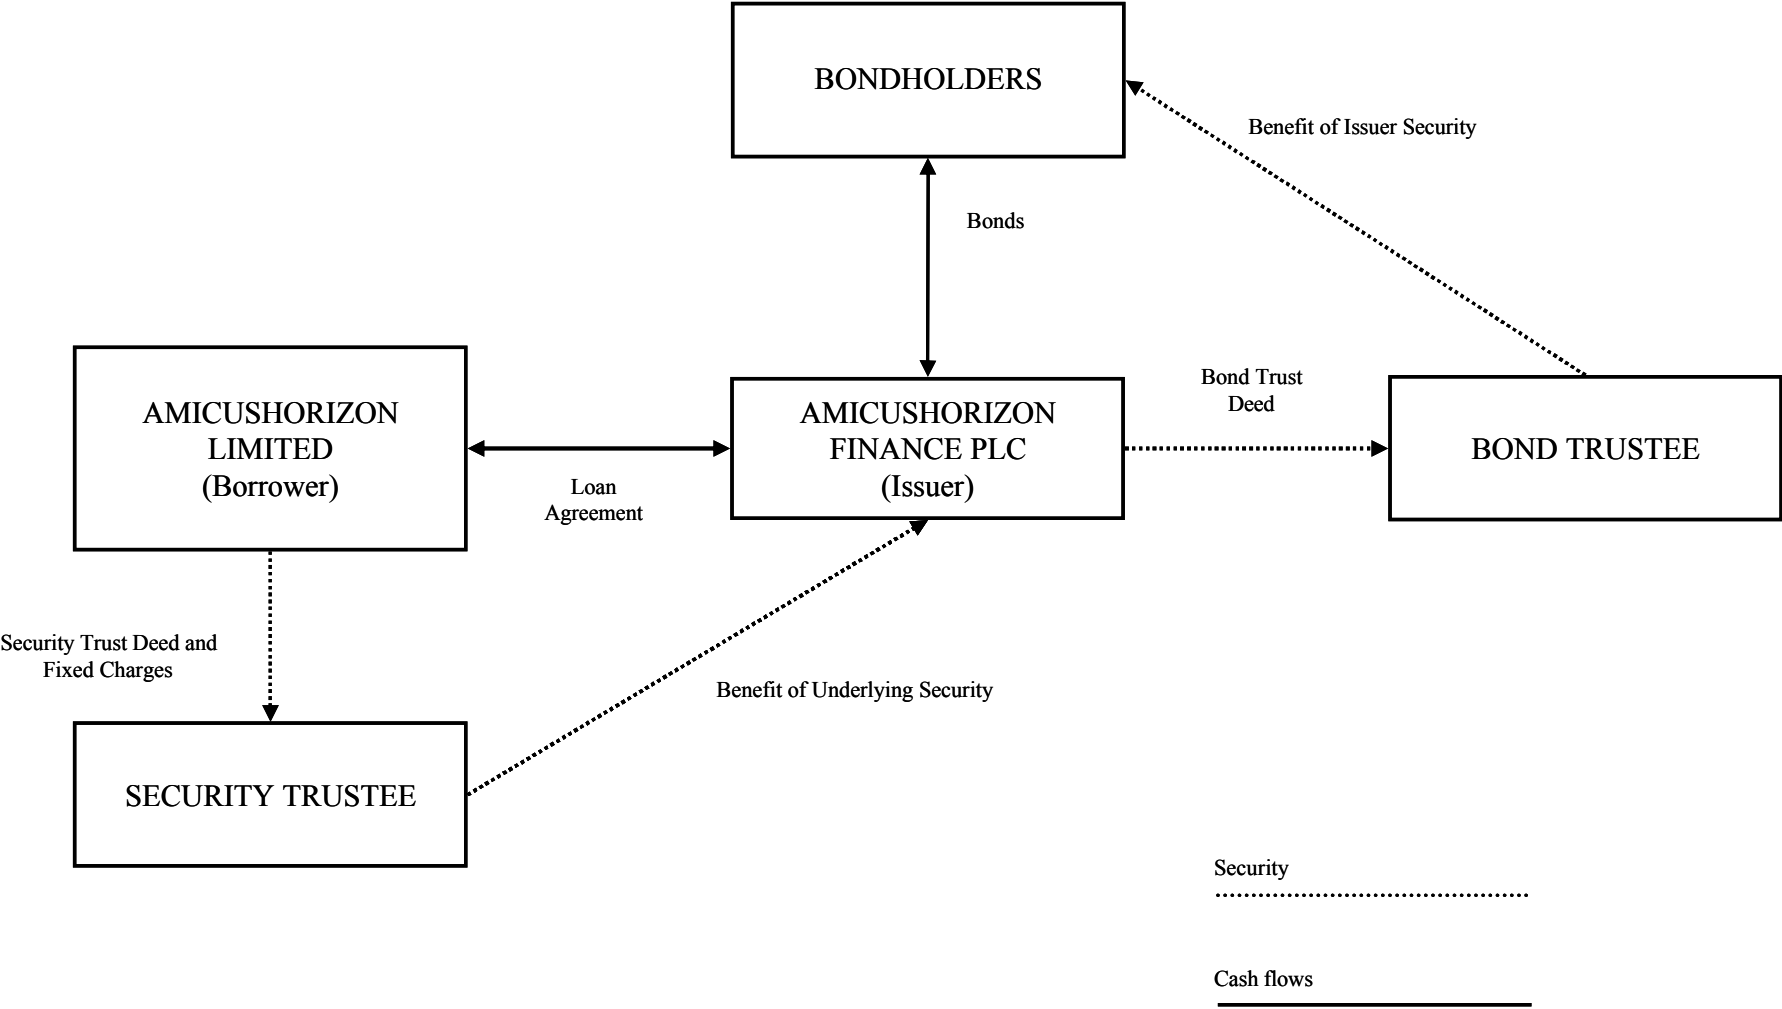 BONDHOLDERS
Benefit of Issuer Security
Bonds
Bond Trust
Deed
AMICUSHORIZON
LIMITED
(Borrower)
Loan
Agreement
AMICUSHORIZON
FINANCE PLC
(Issuer)
BOND TRUSTEE
Security Trust Deed and
Fixed Charges
Benefit of Underlying Security
SECURITY TRUSTEE
Security
Cash flows